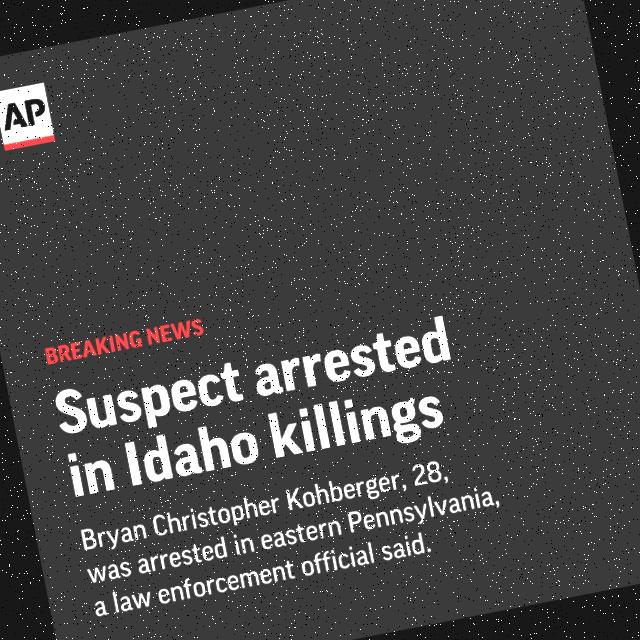 AP
BREAKING NEWS
Suspect arrested
in Idaho killings
Bryan Christopher Kohberger, 28,
was arrested in eastern Pennsylvania,
a law enforcement official said.